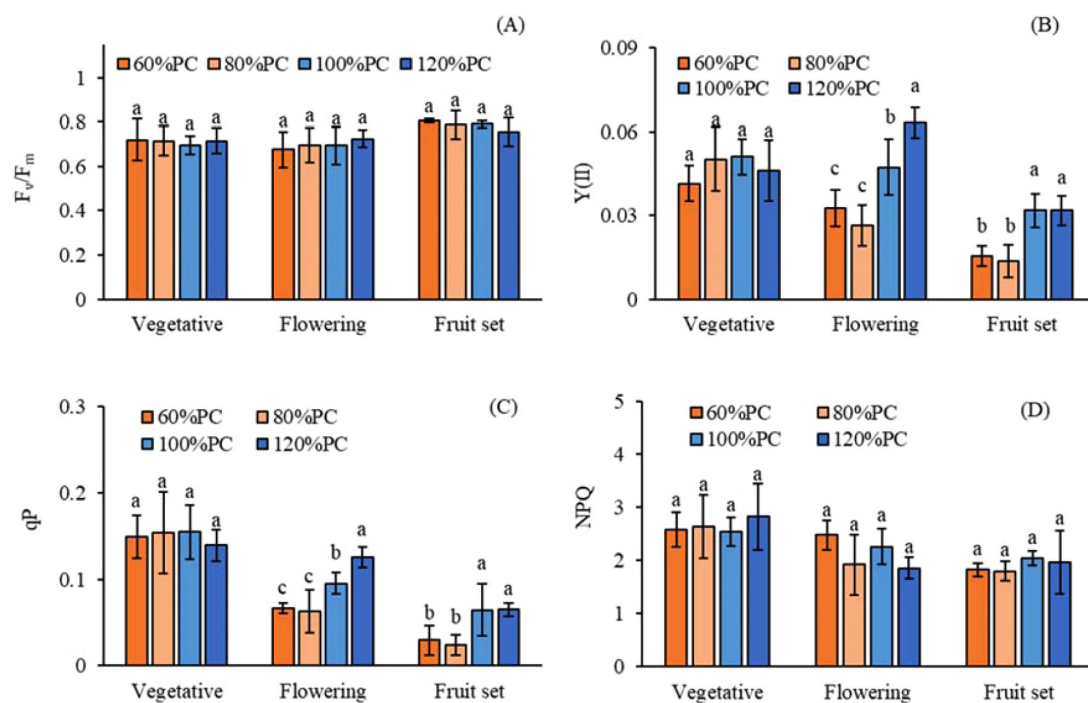 (A)
60%PC 80%PC 100%PC 120%PC
1
0.8
0.6
0.4
0.2
0
Fv/Fm
a a a a
a a a a
a a a a
Vegetative Flowering Fruit set
(B)
60%PC 80%PC
100%PC 120%PC
0.09
0.06
0.03
0
Y(II)
a a a a
c c b a
b b a a
Vegetative Flowering Fruit set
(C)
60%PC 80%PC
100%PC 120%PC
0.3
0.2
0.1
0
qP
a a a a
c c b a
b b a a
Vegetative Flowering Fruit set
(D)
60%PC 80%PC
100%PC 120%PC
5
4
3
2
1
0
NPQ
a a a a
a a a a
a a a a
Vegetative Flowering Fruit set